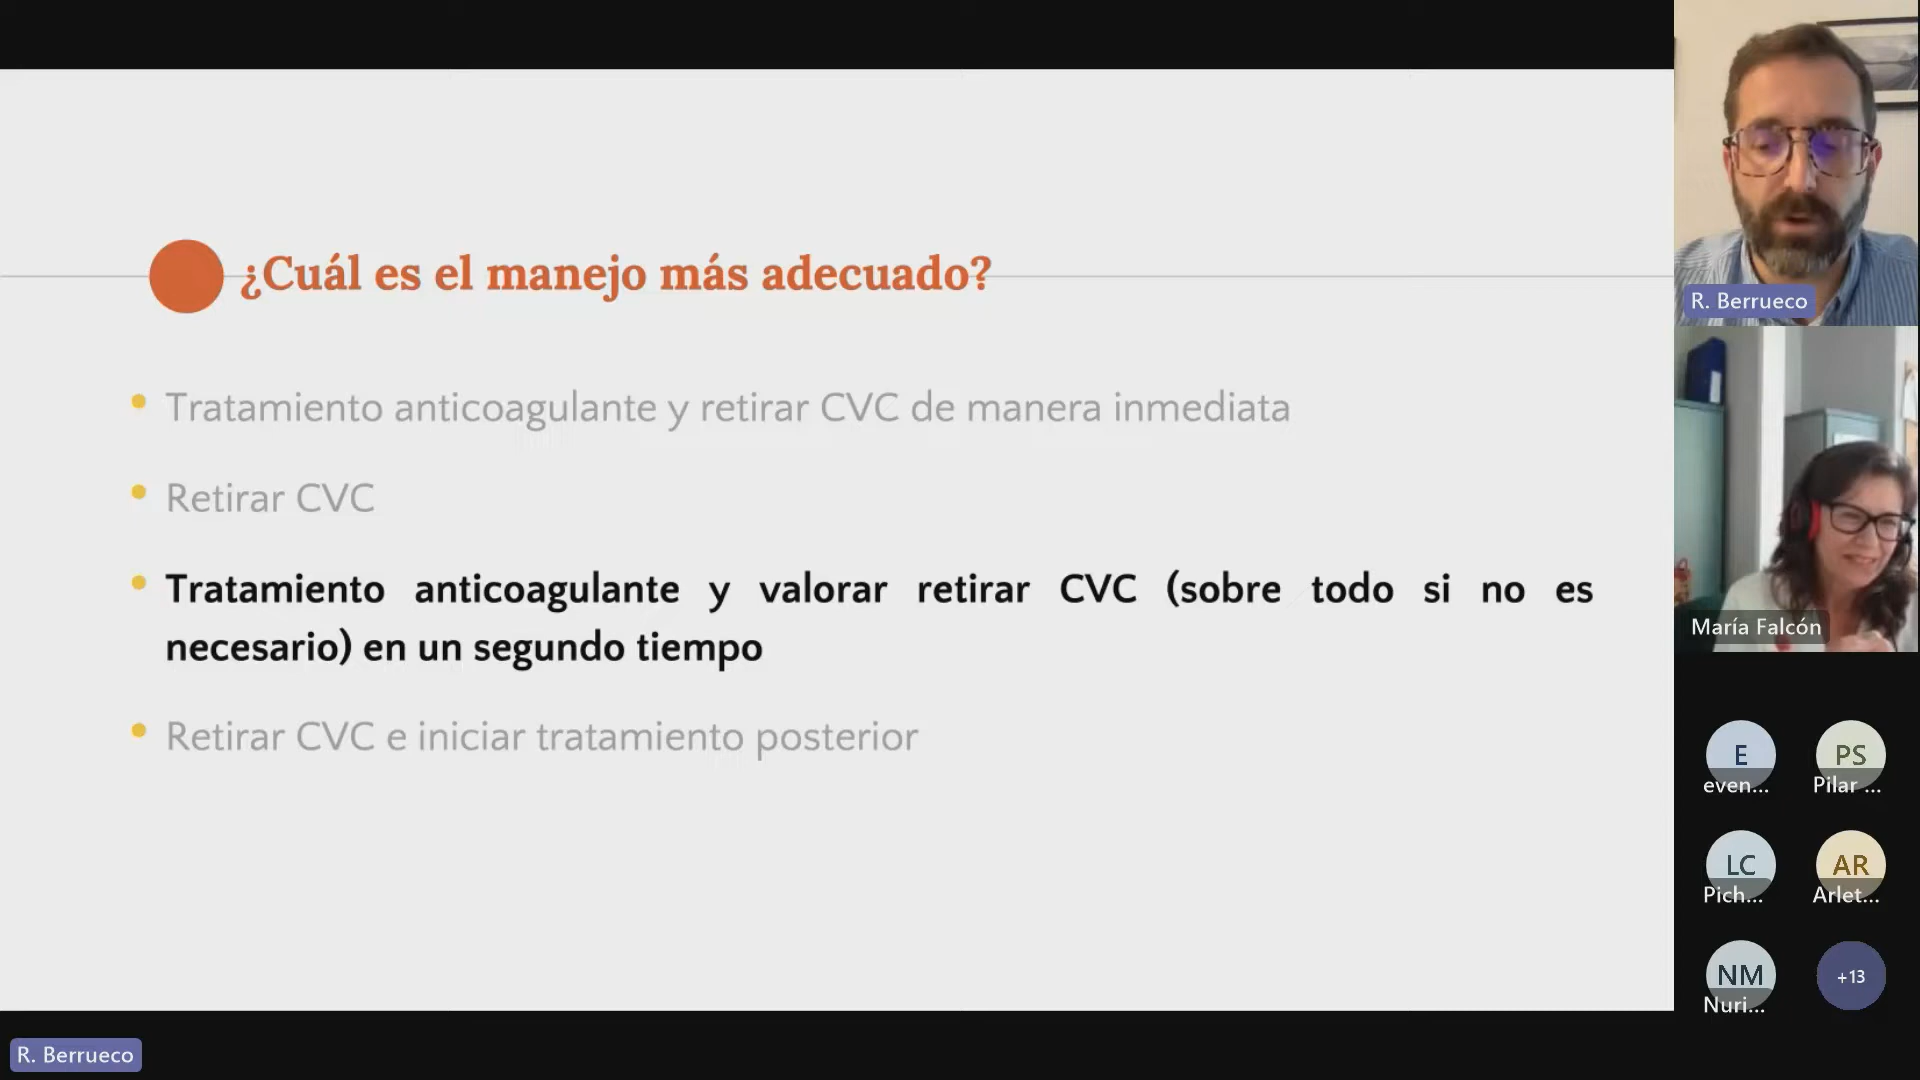 ¿Cuál es el manejo más adecuado?
Tratamiento anticoagulante y retirar CVC de manera inmediata
Retirar CVC
Tratamiento anticoagulante y valorar retirar CVC (sobre todo si no es
necesario) en un segundo tiempo
Retirar CVC e iniciar tratamiento posterior
R. Berrueco
María Falcón
E
even...
PS
Pilar ...
LC
Pich...
AR
Arlet...
NM
Nuri...
+13
R. Berrueco